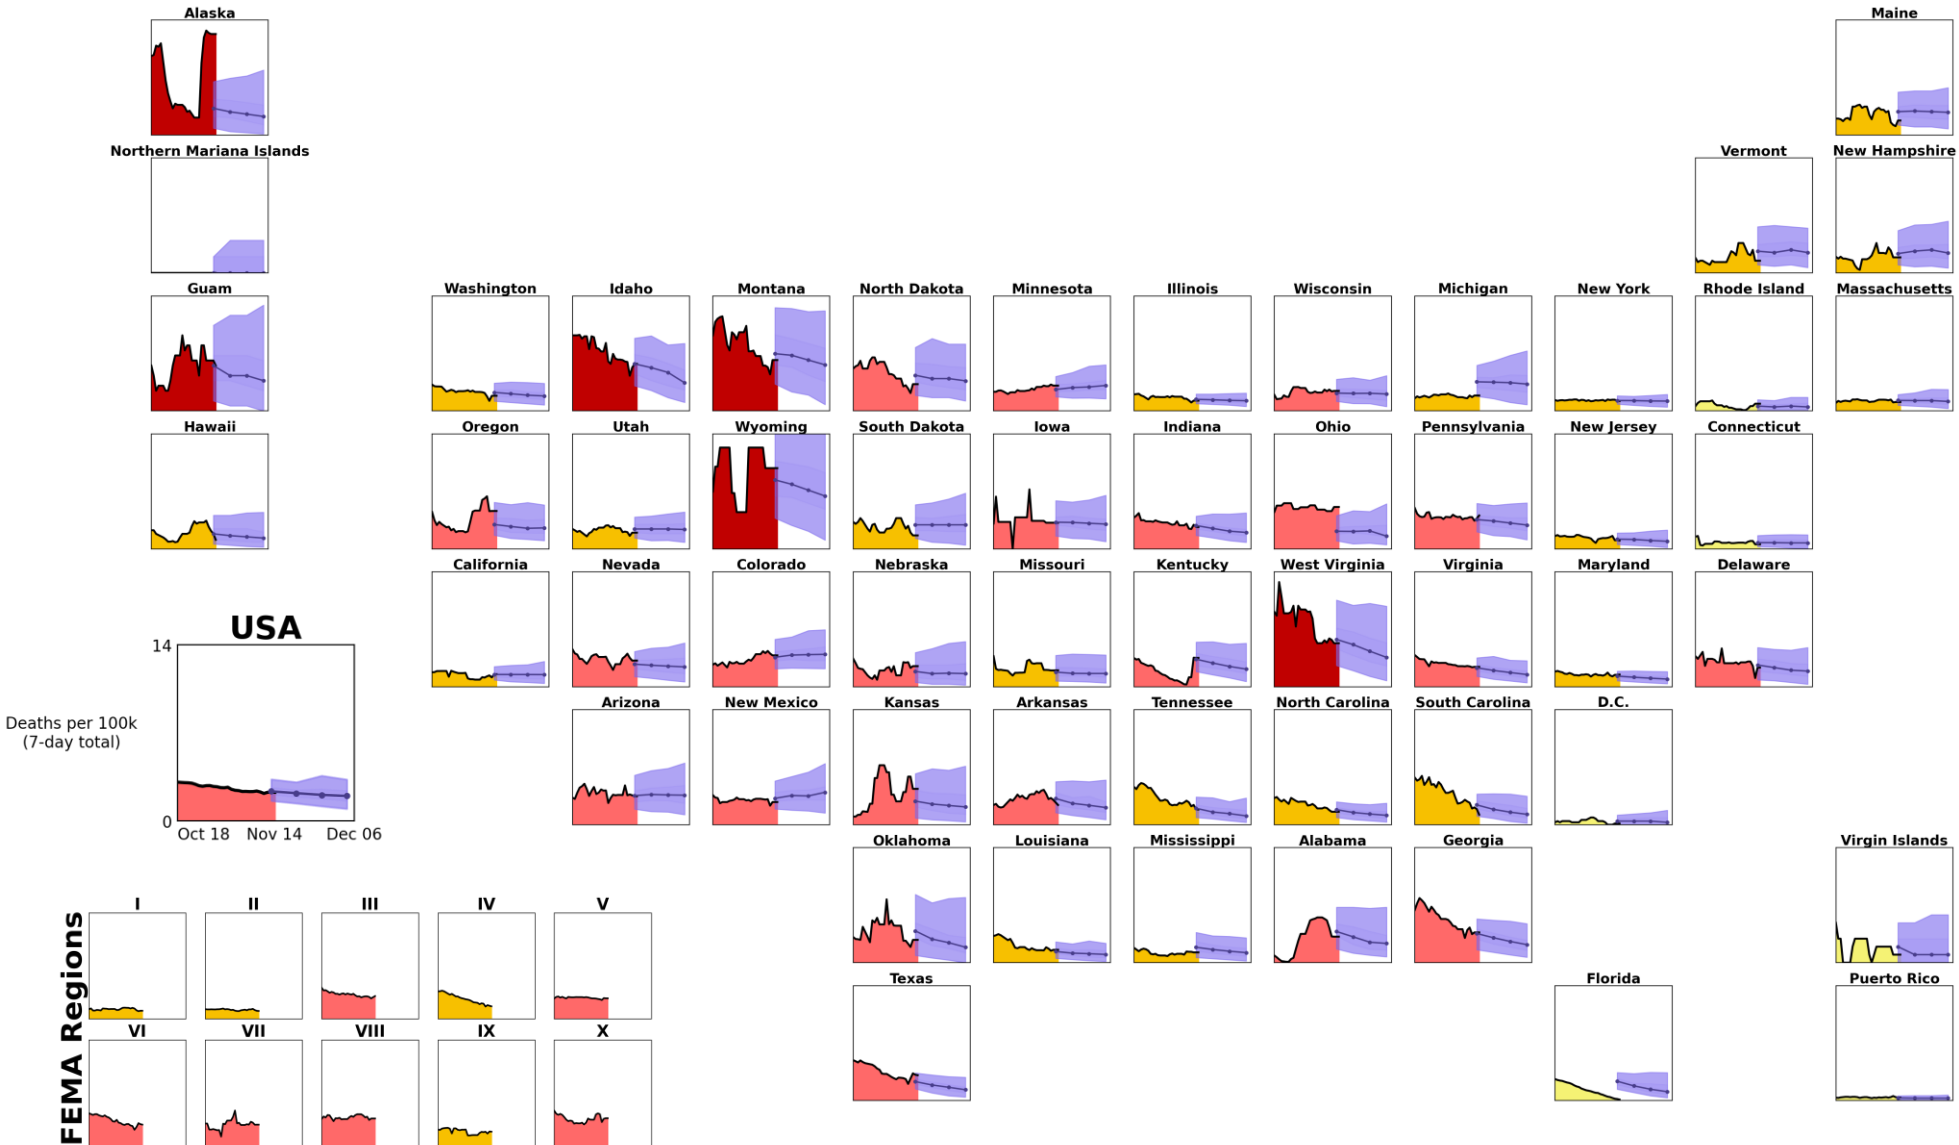 Alaska
Maine
Northern Mariana Islands
Vermont
New Hampshire
Guam
Washington
Idaho
Montana
North Dakota
Minnesota
Illinois
Wisconsin
Michigan
New York
Rhode Island
Massachusetts
Hawaii
Oregon
Utah
Wyoming
South Dakota
Iowa
Indiana
Ohio
Pennsylvania
New Jersey
Connecticut
California
Nevada
Colorado
Nebraska
Missouri
Kentucky
West Virginia
Virginia
Maryland
Delaware
USA
14
Deaths per 100k
(7-day total)
0
Oct 18
Nov 14
Dec 06
Arizona
New Mexico
Kansas
Arkansas
Tennessee
North Carolina
South Carolina
D.C.
Oklahoma
Louisiana
Mississippi
Alabama
Georgia
Virgin Islands
FEMA Regions
I
II
III
IV
V
Texas
Florida
Puerto Rico
VI
VII
VIII
IX
X